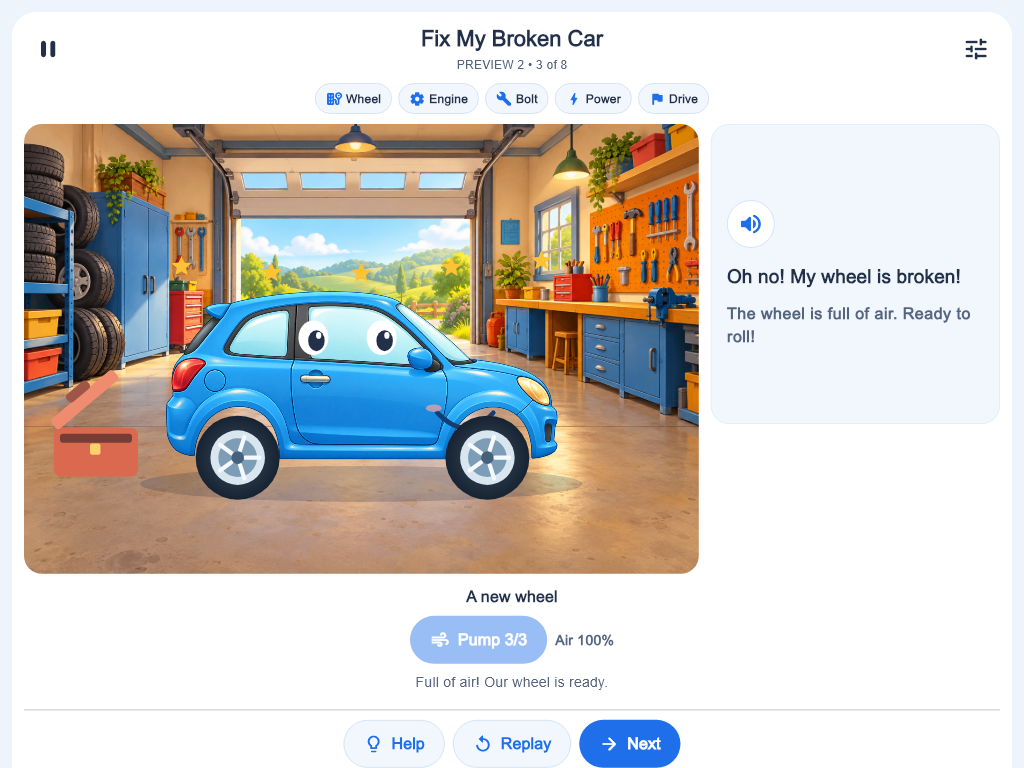 Fix My Broken Car
PREVIEW 2 • 3 of 8
Wheel
Engine
Bolt
Power
Drive
Oh no! My wheel is broken!
The wheel is full of air. Ready to
roll!
A new wheel
Pump 3/3
Air 100%
Full of air! Our wheel is ready.
Help
Replay
Next